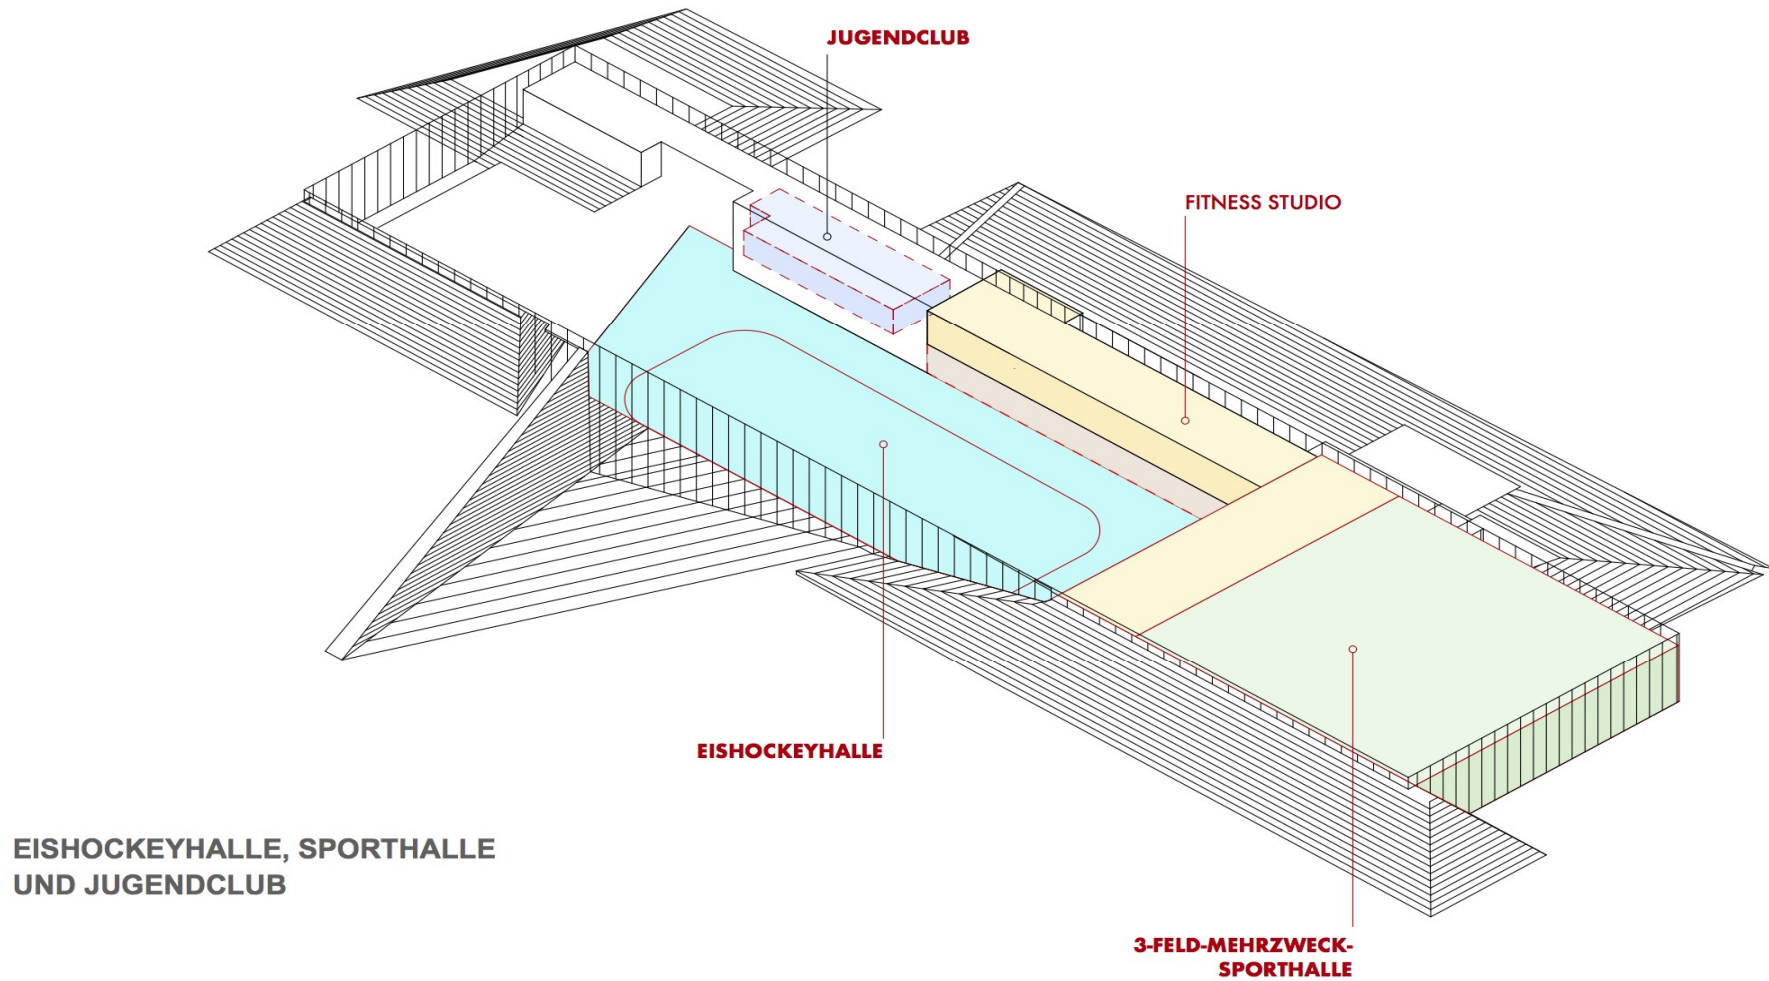 JUGENDCLUB
FITNESS STUDIO
EISHOCKEYHALLE
EISHOCKEYHALLE, SPORTHALLE
UND JUGENDCLUB
3-FELD-MEHRZWECK-
SPORTHALLE